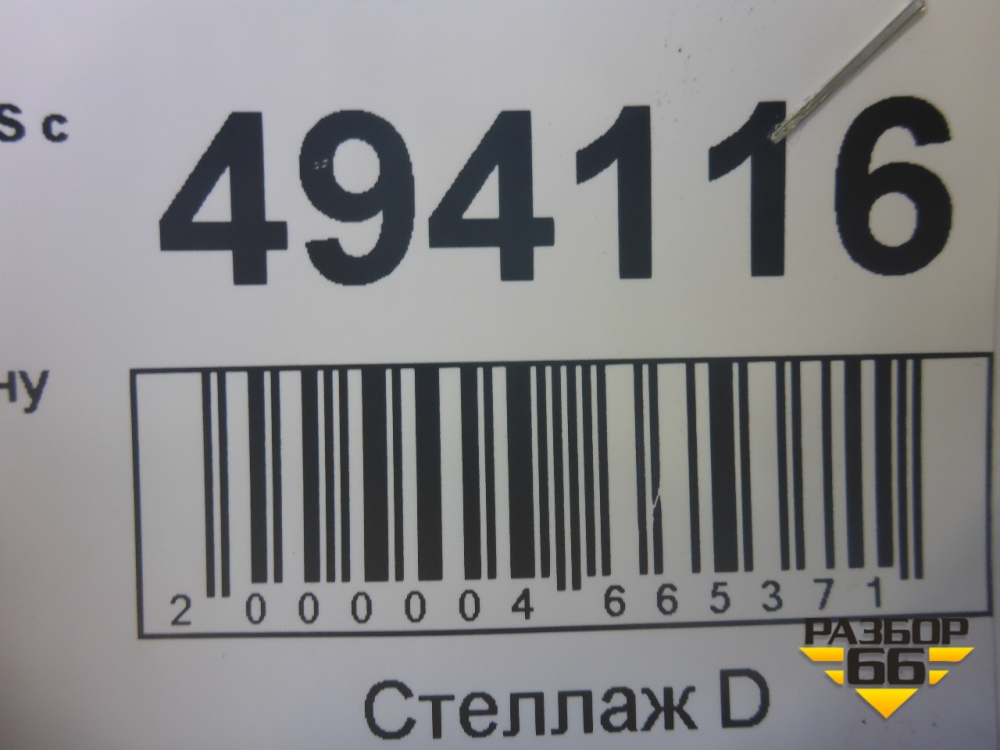 S с
494116
ну
2 000004 665371
Стеллаж D
РАЗБОР
66